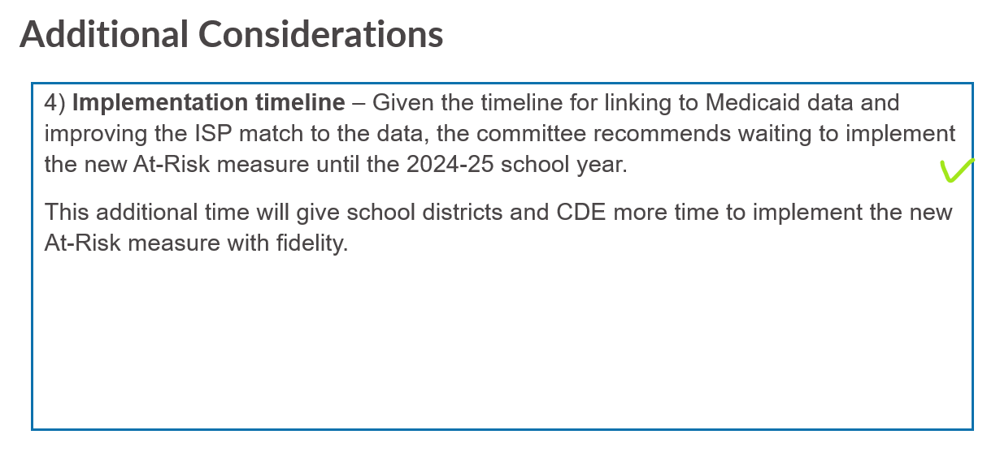 Additional Considerations
4) Implementation timeline – Given the timeline for linking to Medicaid data and
improving the ISP match to the data, the committee recommends waiting to implement
the new At-Risk measure until the 2024-25 school year.
This additional time will give school districts and CDE more time to implement the new
At-Risk measure with fidelity.